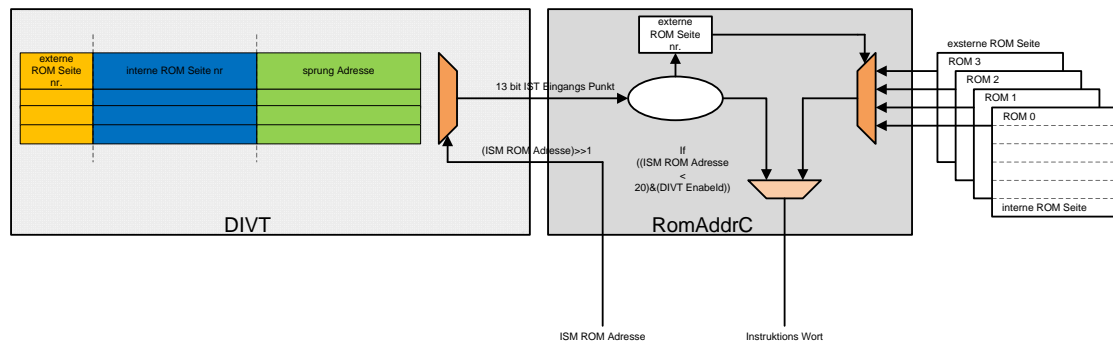 externe
ROM Seite
nr.
interne ROM Seite nr
sprung Adresse
13 bit IST Eingangs Punkt
(ISM ROM Adresse)>>1
DIVT
externe
ROM Seite
nr.
If
((ISM ROM Adresse
<
20)&(DIVT Enabeld))
RomAddrC
exsterne ROM Seite
ROM 3
ROM 2
ROM 1
ROM 0
interne ROM Seite
ISM ROM Adresse
Instruktions Wort